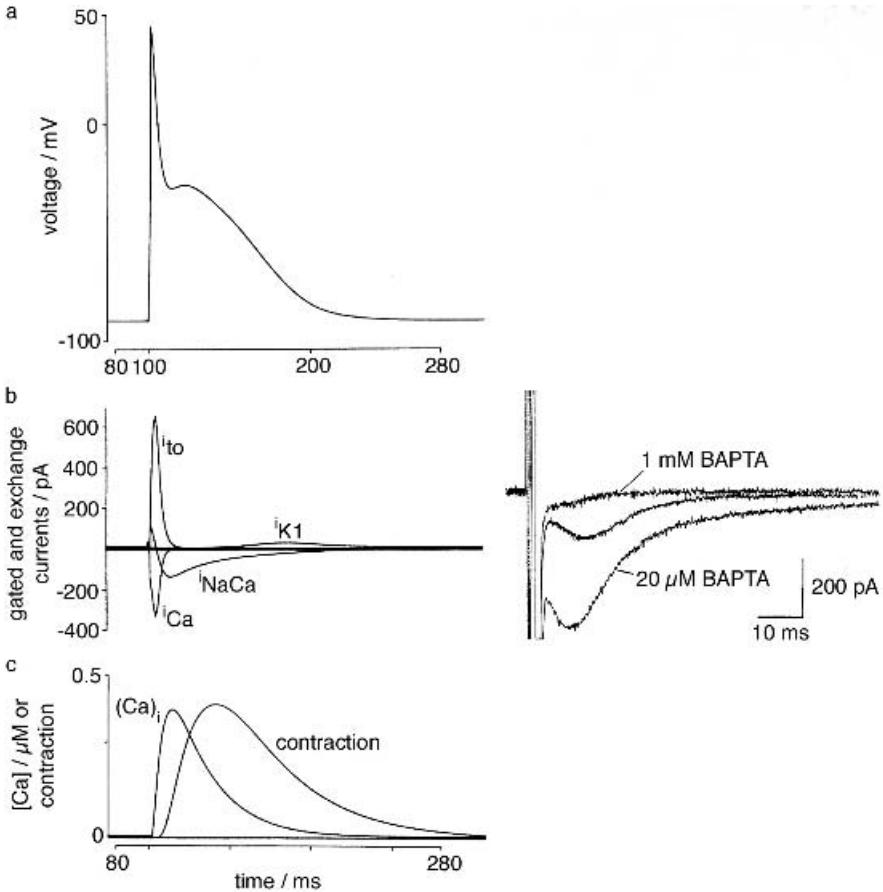 a
50
0
-100
voltage / mV
80 100 200 280
b
600
400
200
-200
-400
gated and exchange
currents / pA
ito
iK1
iNaCa
iCa
1 mM BAPTA
20 μM BAPTA
200 pA
10 ms
c
0.5
0
[Ca] / μM or
contraction
(Ca)i
contraction
80 280
time / ms